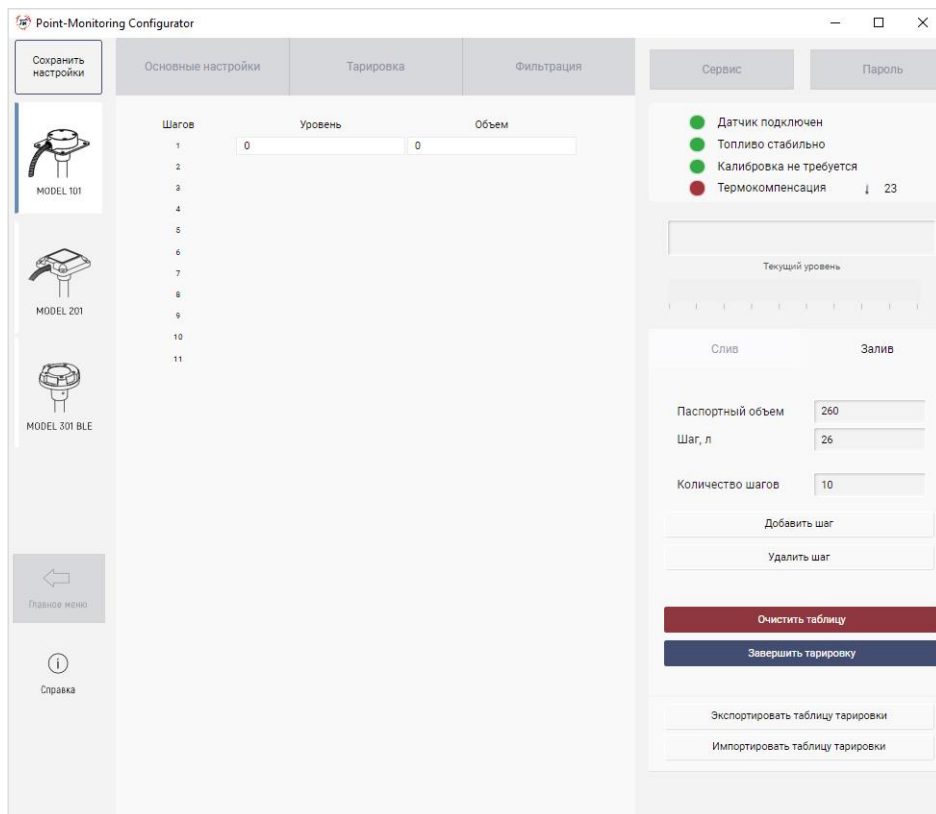 Point-Monitoring Configurator
Сохранить
настройки
Основные настройки
Тарировка
Фильтрация
Сервис
Пароль
MODEL 101
MODEL 201
MODEL 301 BLE
Главное меню
Справка
Шагов Уровень Объем
1 0 0
2
3
4
5
6
7
8
9
10
11
Датчик подключен
Топливо стабильно
Калибровка не требуется
Термокомпенсация 23
Текущий уровень
Слив Залив
Паспортный объем 260
Шаг, л 26
Количество шагов 10
Добавить шаг
Удалить шаг
Очистить таблицу
Завершить тарировку
Экспортировать таблицу тарировки
Импортировать таблицу тарировки